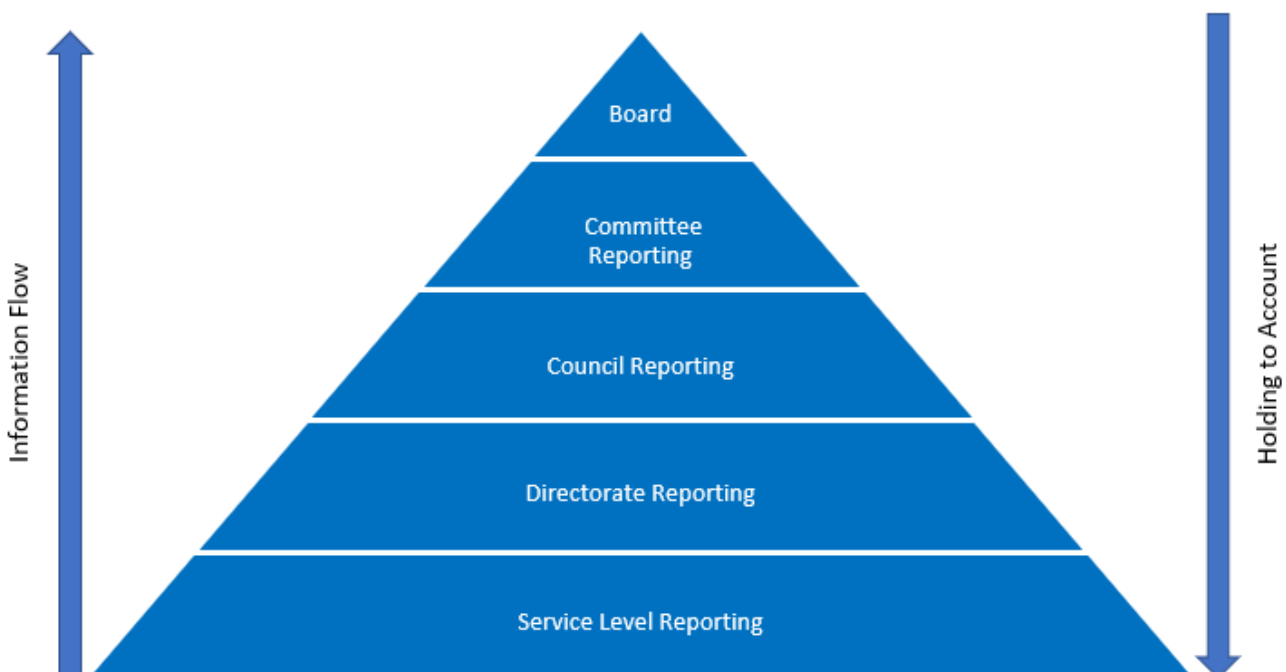 Board
Committee
Reporting
Council Reporting
Directorate Reporting
Service Level Reporting
Information Flow
Holding to Account